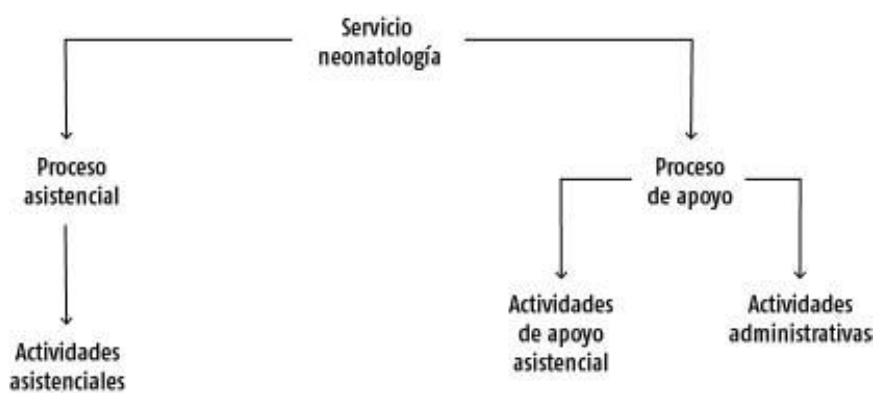 Servicio
neonatología
Proceso
asistencial
Proceso
de apoyo
Actividades
asistenciales
Actividades
de apoyo
asistencial
Actividades
administrativas